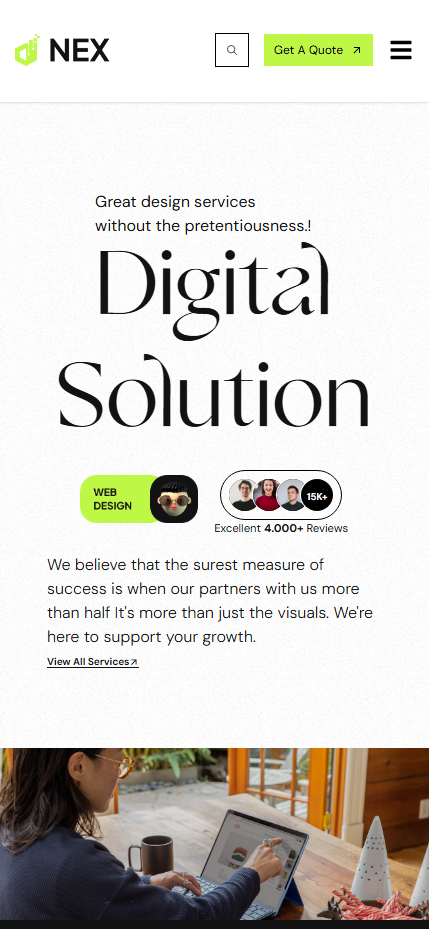 NEX
Get A Quote
Great design services
without the pretentiousness.!
Digital
Solution
WEB
DESIGN
15K+
Excellent 4.000+ Reviews
We believe that the surest measure of
success is when our partners with us more
than half It's more than just the visuals. We're
here to support your growth.
View All Services